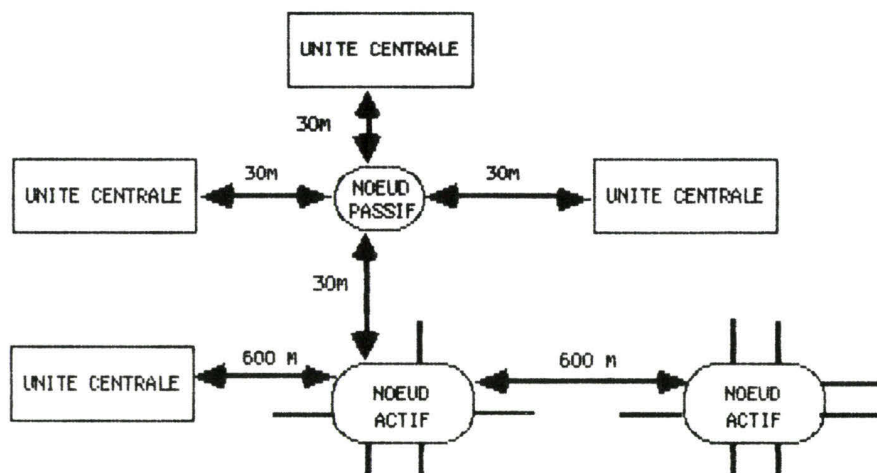 UNITE CENTRALE
30M
UNITE CENTRALE
30M
NOEUD
PASSIF
30M
UNITE CENTRALE
30M
UNITE CENTRALE
600 M
NOEUD
ACTIF
600 M
NOEUD
ACTIF